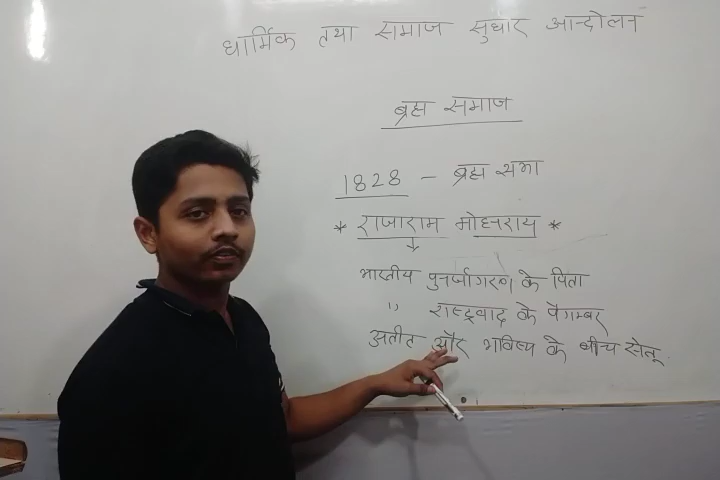 धार्मिक तथा समाज सुधार आन्दोलन
ब्रह्म समाज
1828 - ब्रह्म सभा
* राजाराम मोहनराय *
↓
भारतीय पुनर्जागरण के पिता
,, राष्ट्रवाद के पैगम्बर
अतीत और भविष्य के बीच सेतू